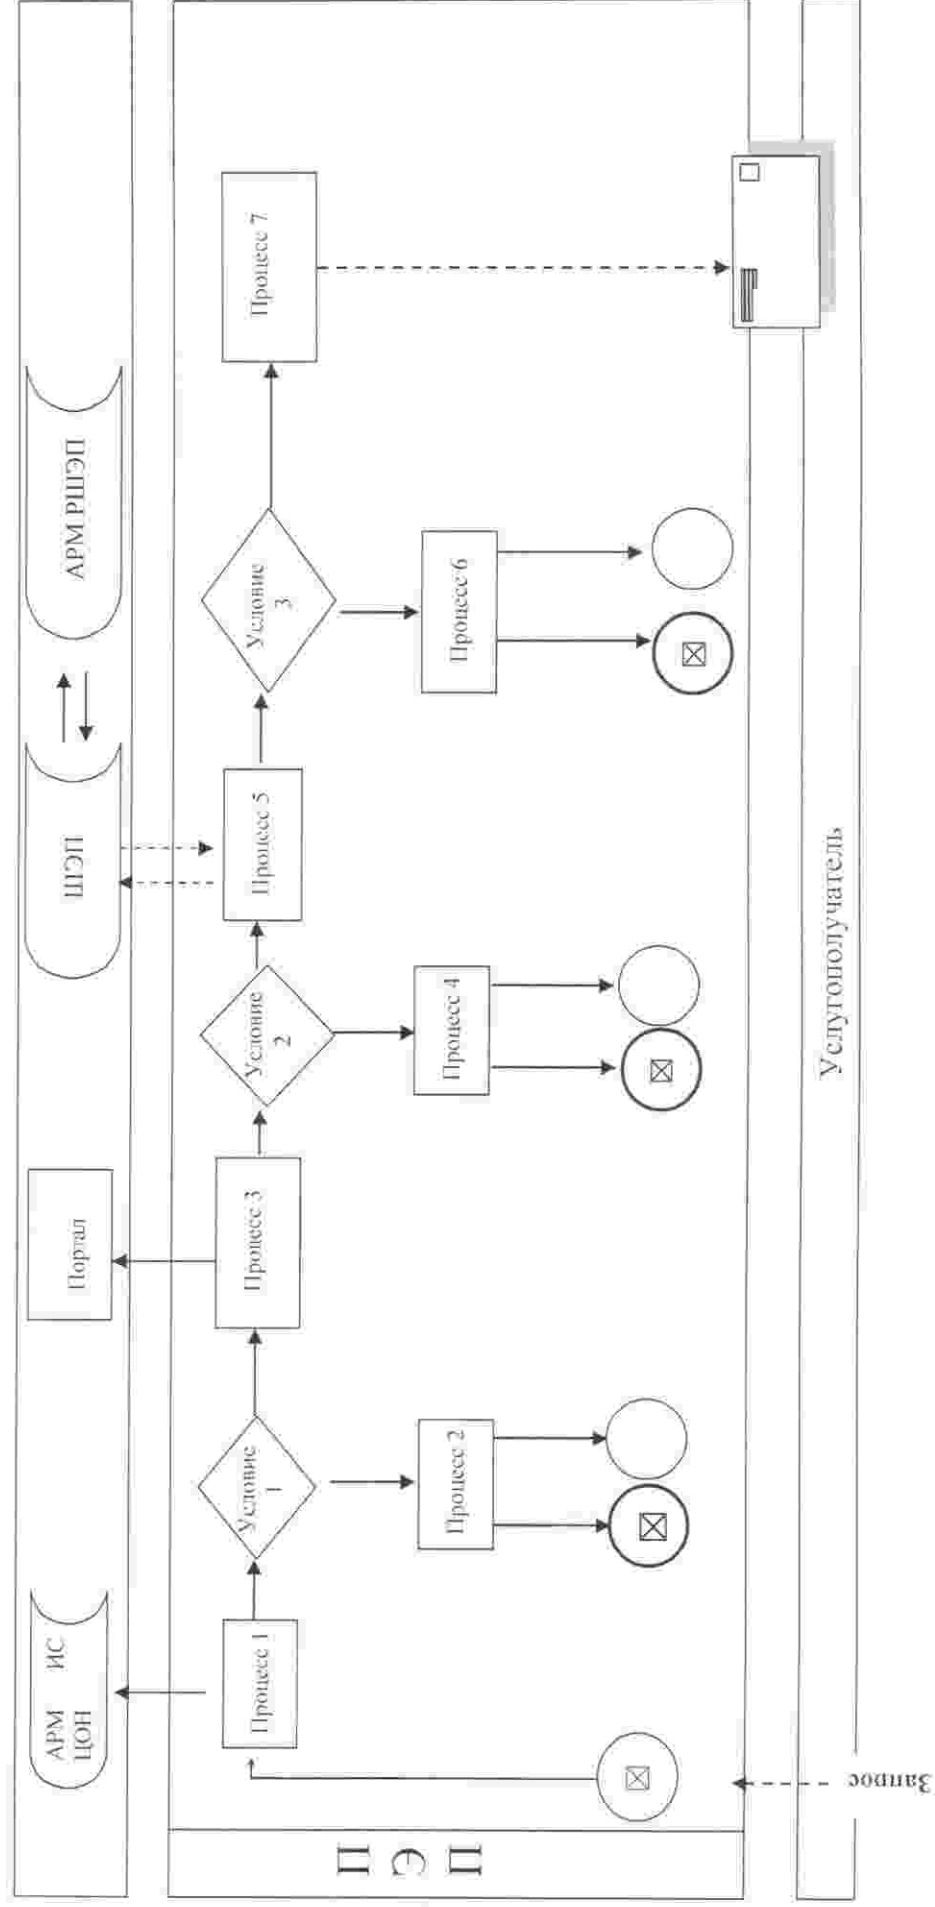 АРМ ИС
ЦОН
Портал
ШЭП
АРМ РШЭП
Процесс 1
Условие
1
Процесс 3
Условие
2
Процесс 5
Условие
3
Процесс 7
Процесс 2
Процесс 4
Процесс 6
Запрос
Услугополучатель